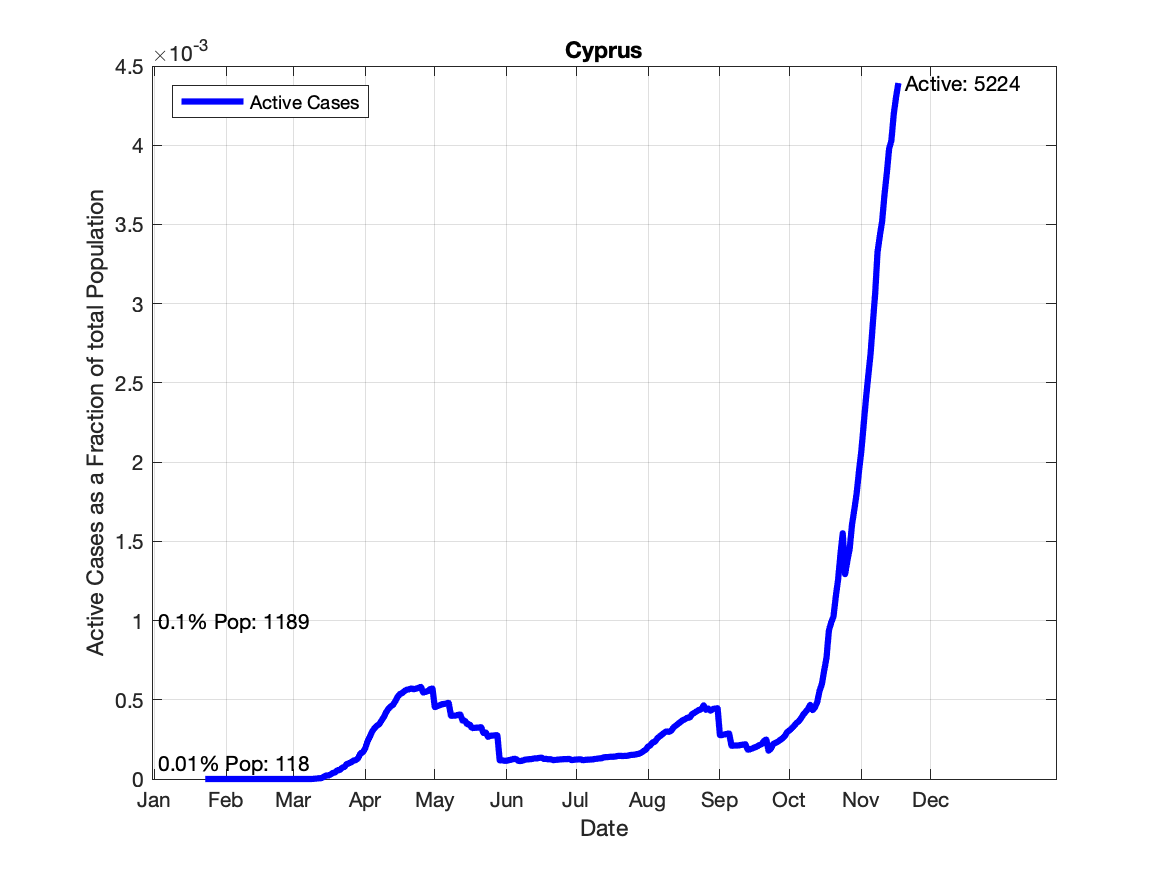 Cyprus
×10-3
4.5
4
3.5
3
2.5
2
1.5
1
0.5
0
Active Cases as a Fraction of total Population
Active Cases
Active: 5224
0.1% Pop: 1189
0.01% Pop: 118
Jan Feb Mar Apr May Jun Jul Aug Sep Oct Nov Dec
Date